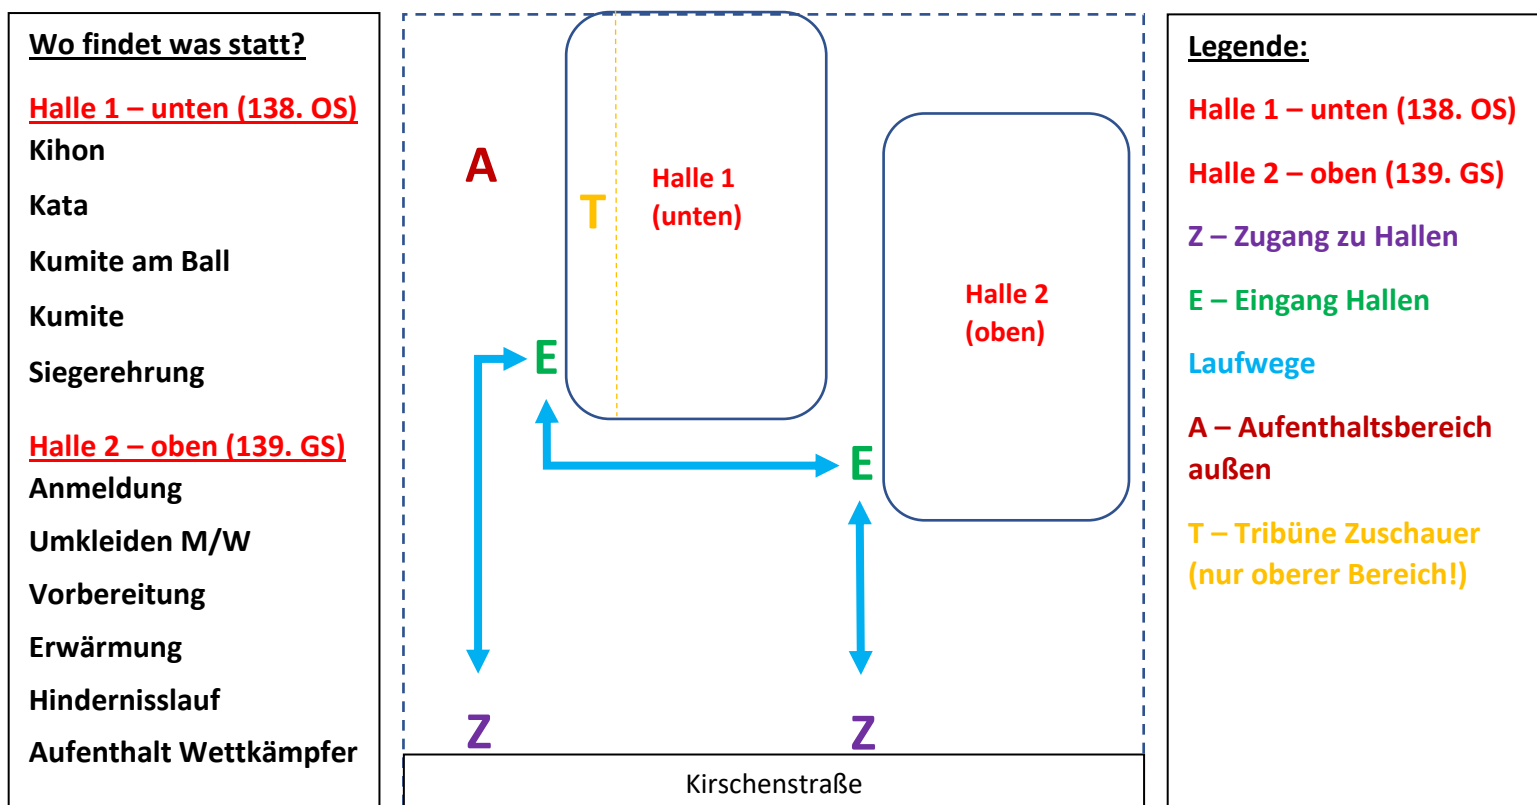 Wo findet was statt?
Halle 1 – unten (138. OS)
Kihon
Kata
Kumite am Ball
Kumite
Siegerehrung
Halle 2 – oben (139. GS)
Anmeldung
Umkleiden M/W
Vorbereitung
Erwärmung
Hindernisslauf
Aufenthalt Wettkämpfer
A
T
Halle 1
(unten)
Halle 2
(oben)
E
E
Z
Z
Kirschenstraße
Legende:
Halle 1 – unten (138. OS)
Halle 2 – oben (139. GS)
Z – Zugang zu Hallen
E – Eingang Hallen
Laufwege
A – Aufenthaltsbereich
außen
T – Tribüne Zuschauer
(nur oberer Bereich!)